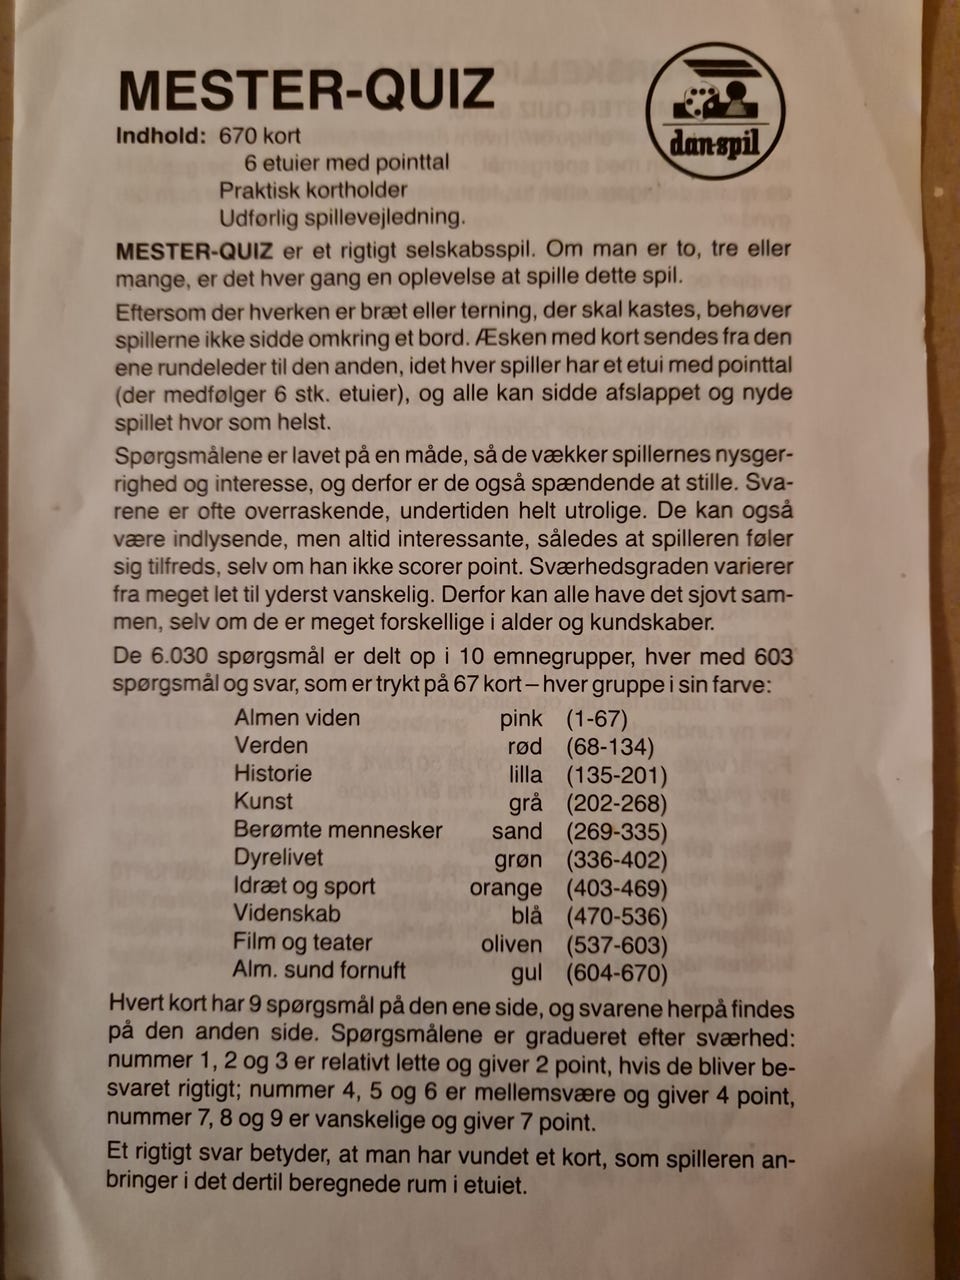 MESTER-QUIZ
dan-spil
Indhold: 670 kort
6 etuier med pointtal
Praktisk kortholder
Udførlig spillevejledning.
MESTER-QUIZ er et rigtigt selskabsspil. Om man er to, tre eller
mange, er det hver gang en oplevelse at spille dette spil.
Eftersom der hverken er bræt eller terning, der skal kastes, behøver
spillerne ikke sidde omkring et bord. Æsken med kort sendes fra den
ene rundeleder til den anden, idet hver spiller har et etui med pointtal
(der medfølger 6 stk. etuier), og alle kan sidde afslappet og nyde
spillet hvor som helst.
Spørgsmålene er lavet på en måde, så de vækker spillernes nysger-
righed og interesse, og derfor er de også spændende at stille. Sva-
rene er ofte overraskende, undertiden helt utrolige. De kan også
være indlysende, men altid interessante, således at spilleren føler
sig tilfreds, selv om han ikke scorer point. Sværhedsgraden varierer
fra meget let til yderst vanskelig. Derfor kan alle have det sjovt sam-
men, selv om de er meget forskellige i alder og kundskaber.
De 6.030 spørgsmål er delt op i 10 emnegrupper, hver med 603
spørgsmål og svar, som er trykt på 67 kort – hver gruppe i sin farve:
Almen viden pink (1-67)
Verden rød (68-134)
Historie lilla (135-201)
Kunst grå (202-268)
Berømte mennesker sand (269-335)
Dyrelivet grøn (336-402)
Idræt og sport orange (403-469)
Videnskab blå (470-536)
Film og teater oliven (537-603)
Alm. sund fornuft gul (604-670)
Hvert kort har 9 spørgsmål på den ene side, og svarene herpå findes
på den anden side. Spørgsmålene er gradueret efter sværhed:
nummer 1, 2 og 3 er relativt lette og giver 2 point, hvis de bliver be-
svaret rigtigt; nummer 4, 5 og 6 er mellemsvære og giver 4 point,
nummer 7, 8 og 9 er vanskelige og giver 7 point.
Et rigtigt svar betyder, at man har vundet et kort, som spilleren an-
bringer i det dertil beregnede rum i etuiet.